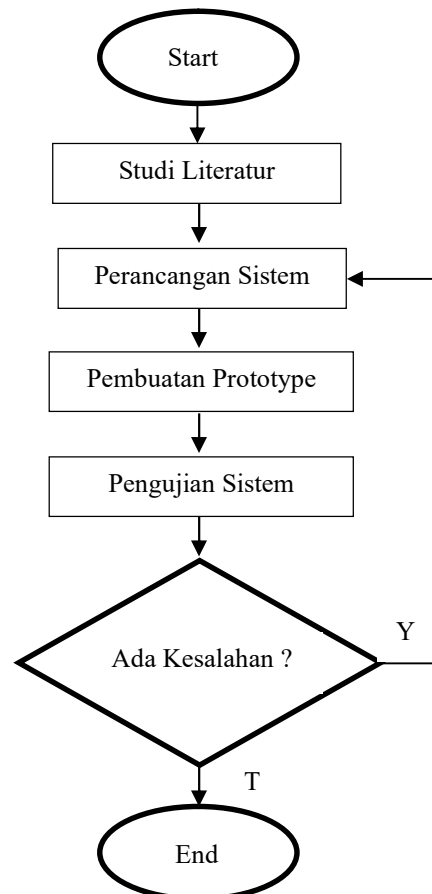 Start
Studi Literatur
Perancangan Sistem
Pembuatan Prototype
Pengujian Sistem
Ada Kesalahan ?
Y
T
End